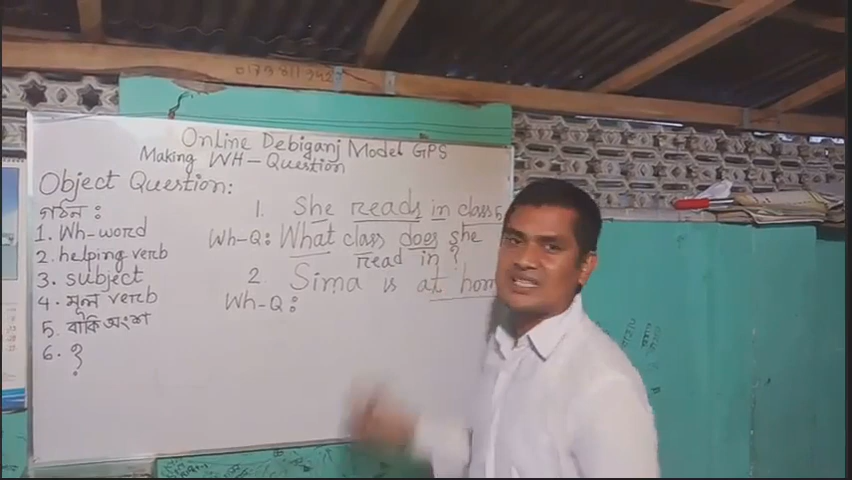 01798119425
Online Debiganj Model GPS
Making WH-Question
Object Question:
গঠন :
1. Wh-word
2. helping verb
3. subject
4. মূল verb
5. বাকি অংশ
6. ?
1. She reads in class 5
Wh-Q: What class does she
read in ?
2. Sima is at hom
Wh-Q: